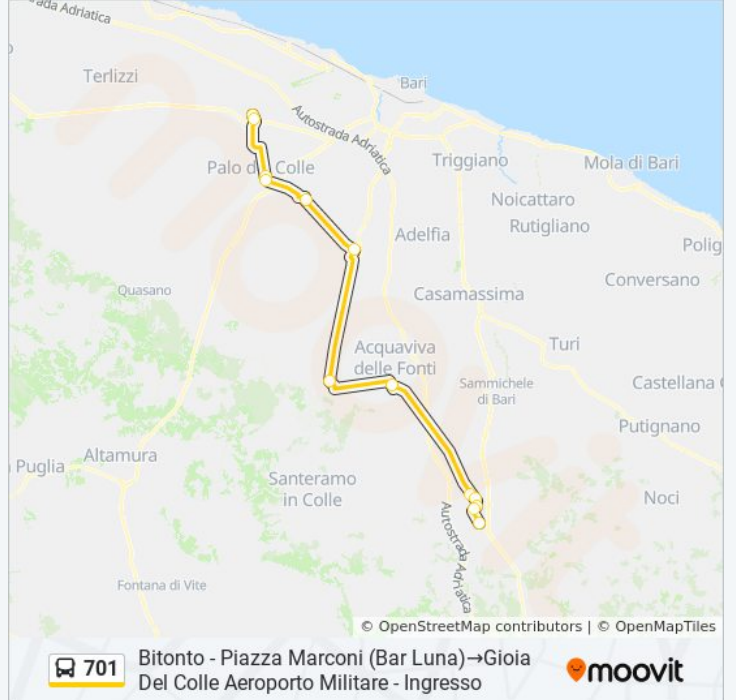 rada Adriatica
Terlizzi
Bari
Autostrada Adriatica
Palo del Colle
Triggiano
Mola di Bari
Noicattaro
Rutigliano
Adelfia
Polig
Conversano
Quasano
Casamassima
Acquaviva
delle Fonti
Turi
Sammichele
di Bari
Castellana
Putignano
Altamura
Puglia
Santeramo
in Colle
Noci
Autostrada Adriatica
Fontana di Vite
© OpenStreetMap contributors | © OpenMapTiles
701
Bitonto - Piazza Marconi (Bar Luna)→Gioia
Del Colle Aeroporto Militare - Ingresso
moovit